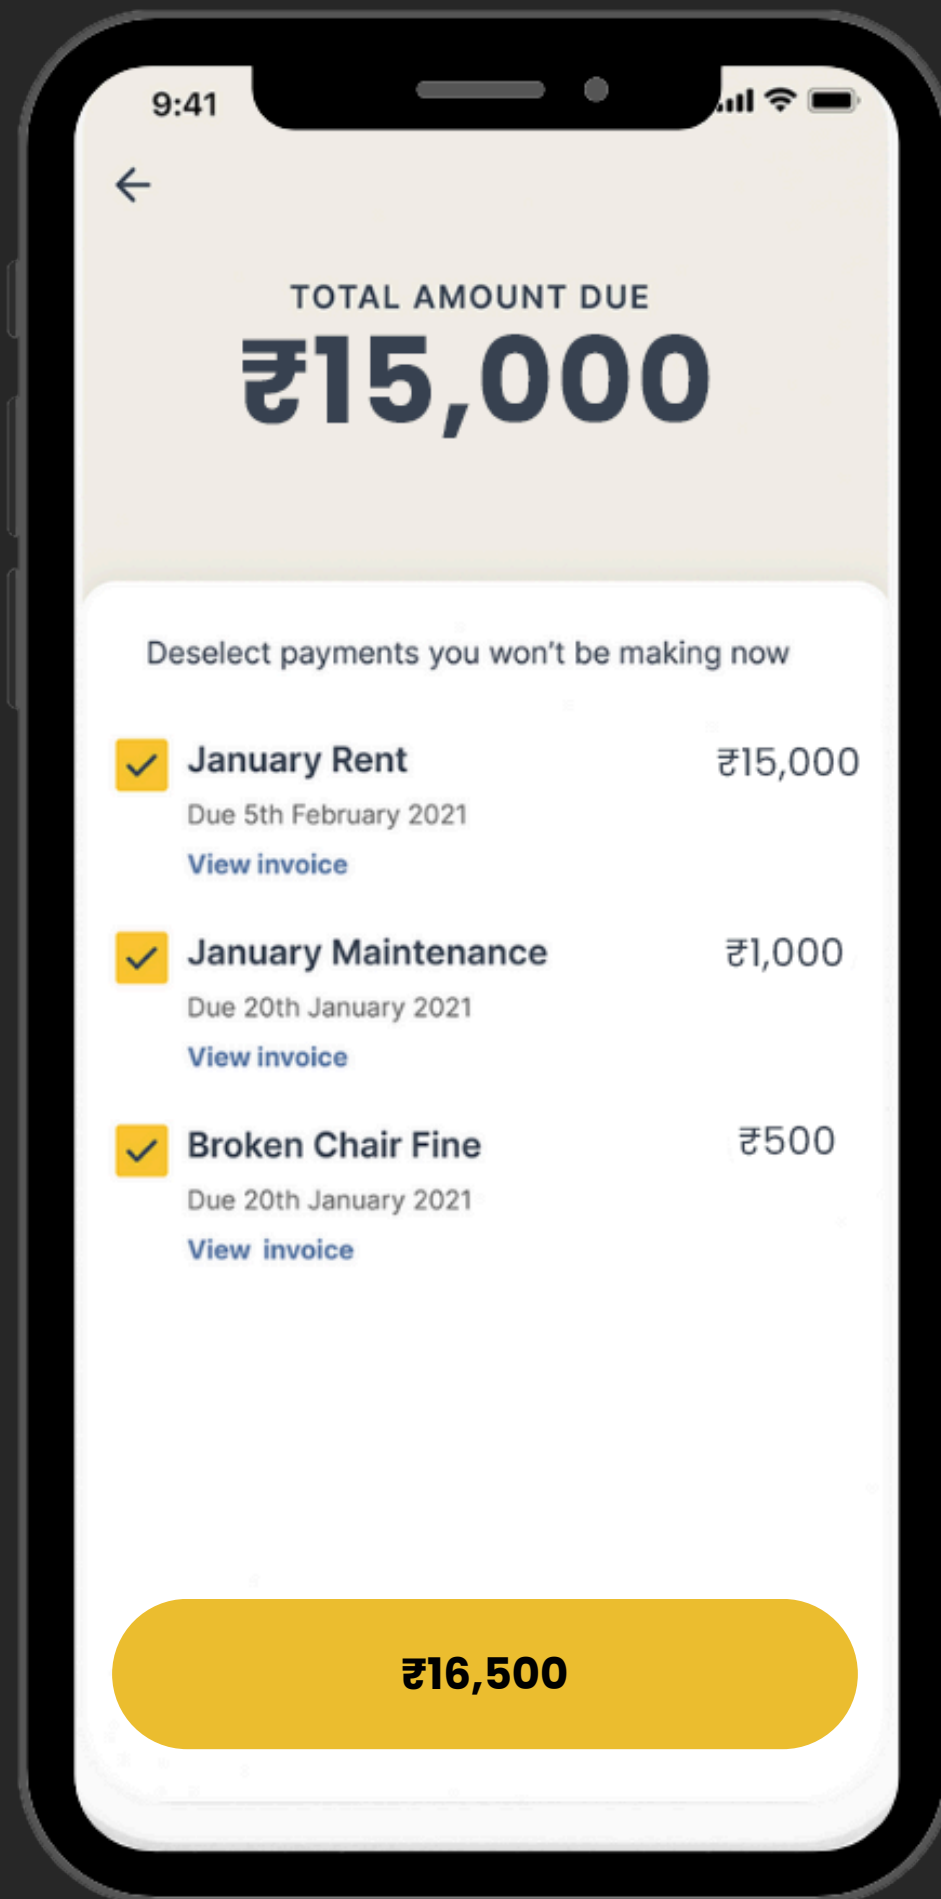 9:41
TOTAL AMOUNT DUE
₹15,000
Deselect payments you won't be making now
January Rent ₹15,000
Due 5th February 2021
View invoice
January Maintenance ₹1,000
Due 20th January 2021
View invoice
Broken Chair Fine ₹500
Due 20th January 2021
View invoice
₹16,500